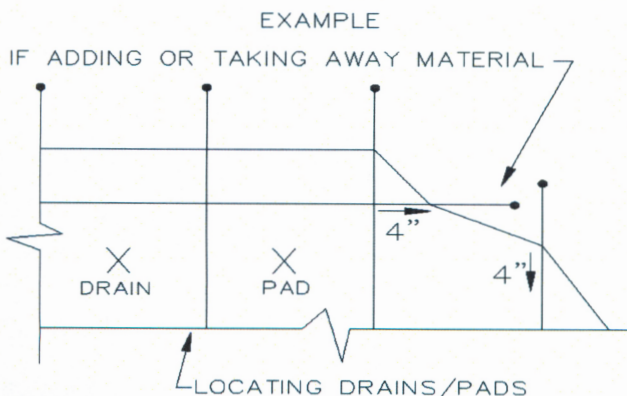 EXAMPLE
IF ADDING OR TAKING AWAY MATERIAL
4"
4"
X
X
DRAIN
PAD
LOCATING DRAINS/PADS